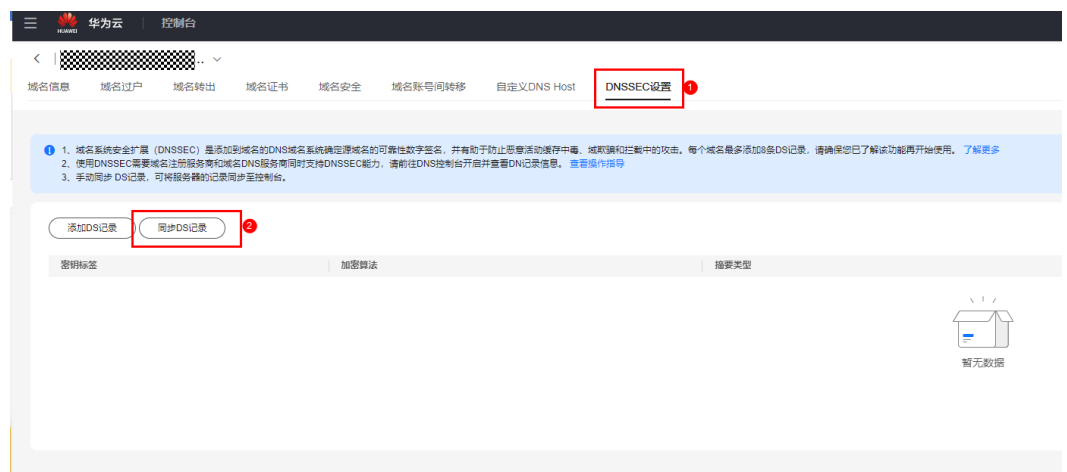 HUAWEI 华为云 控制台
..
域名信息 域名过户 域名转出 域名证书 域名安全 域名账号间转移 自定义DNS Host DNSSEC设置 1
1、域名系统安全扩展（DNSSEC）是添加到域名的DNS域名系统确定源域名的可靠性数字签名，并有助于防止恶意活动缓存中毒、域欺骗和拦截中的攻击。每个域名最多添加8条DS记录，请确保您已了解该功能再开始使用。 了解更多
2、使用DNSSEC需要域名注册服务商和域名DNS服务商同时支持DNSSEC能力，请前往DNS控制台开启并查看DN记录信息。 查看操作指导
3、手动同步 DS记录，可将服务器的记录同步至控制台。
添加DS记录 同步DS记录 2
密钥标签 加密算法 摘要类型
暂无数据